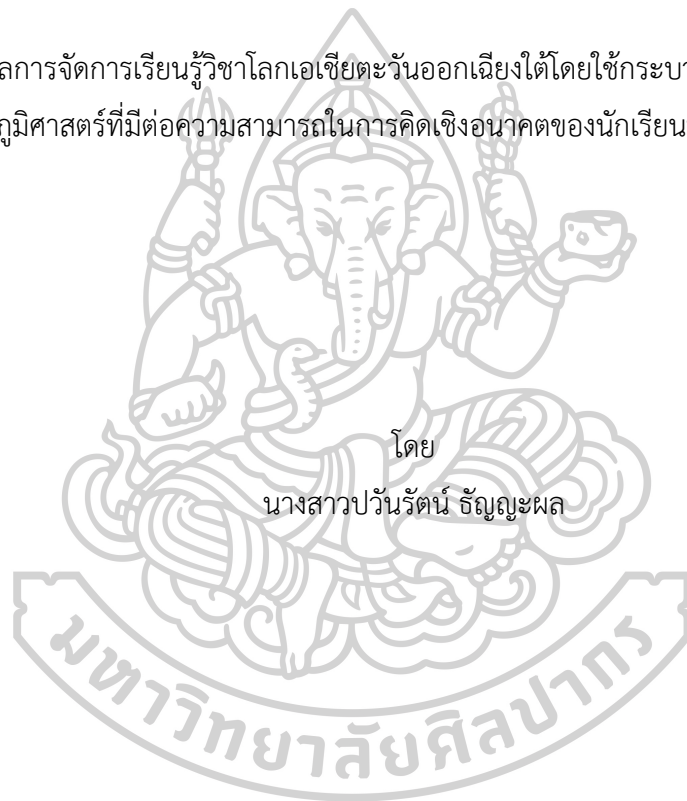 ลการจัดการเรียนรู้วิชาโลกเอเชียตะวันออกเฉียงใต้โดยใช้กระบว
ภูมิศาสตร์ที่มีต่อความสามารถในการคิดเชิงอนาคตของนักเรียน
โดย
นางสาวปวันรัตน์ ธัญญะผล
มหาวิทยาลัยศิลปากร